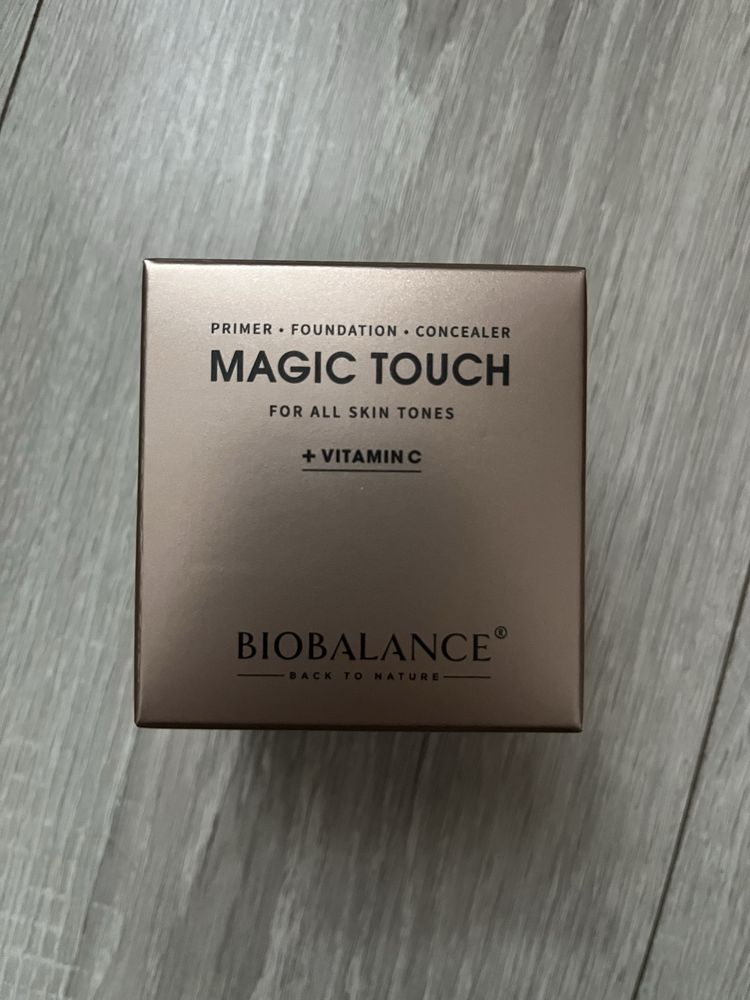 PRIMER • FOUNDATION • CONCEALER
MAGIC TOUCH
FOR ALL SKIN TONES
+ VITAMIN C
BIOBALANCE®
BACK TO NATURE